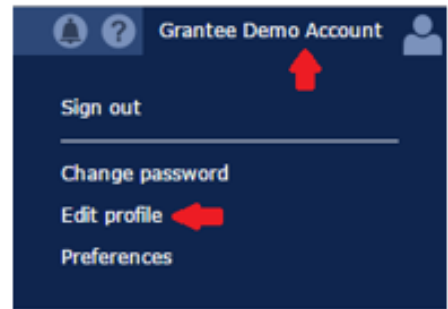 ? Grantee Demo Account
Sign out
Change password
Edit profile
Preferences